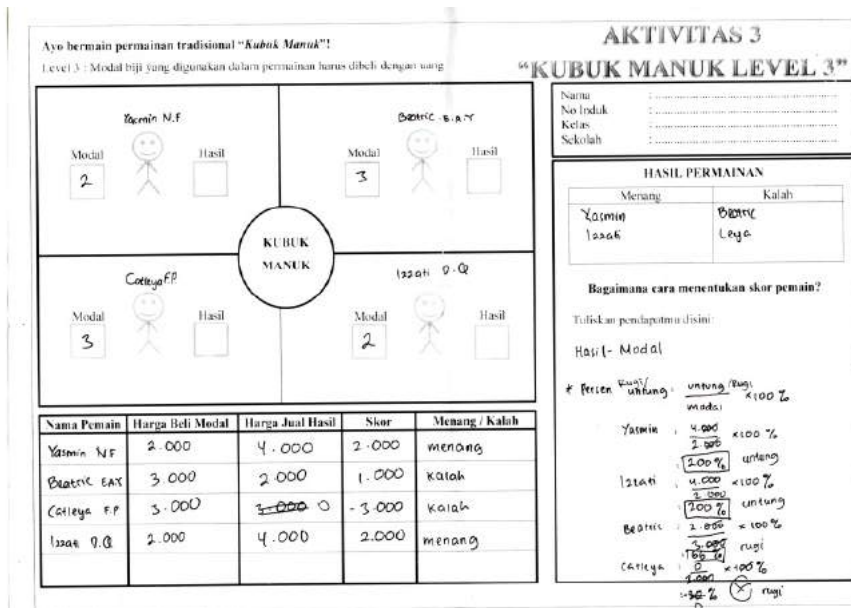 Ayo bermain permainan tradisional "Kubuk Manuk"!
Level 3 : Modal biji yang digunakan dalam permainan harus dibeli dengan uang
AKTIVITAS 3
"KUBUK MANUK LEVEL 3"
Nama :
No Induk :
Kelas :
Sekolah :
Yasmin N.F
Modal Hasil
2
Beatric E.A.Y
Modal Hasil
3
KUBUK
MANUK
Catleya F.P
Modal Hasil
3
Izzati D.Q
Modal Hasil
2
HASIL PERMAINAN
Menang Kalah
Yasmin Beatric
Izzati Leya
Bagaimana cara menentukan skor pemain?
Tuliskan pendapatmu disini:
Hasil - Modal
* Persen Rugi/untung : untung/Rugi
modal
×100 %
Yasmin : 4.000
2.000
×100 %
: 200 % untung
Izzati : 4.000
2.000
×100 %
: 200 % untung
Beatric : 2.000
3.000
×100 %
rugi
Catleya : 0
×100 %
rugi
Nama Pemain Harga Beli Modal Harga Jual Hasil Skor Menang / Kalah
Yasmin NF 2.000 4.000 2.000 menang
Beatric EAY 3.000 2.000 1.000 kalah
Catleya F.P 3.000 3.000 0 -3.000 kalah
Izzati D.Q 2.000 4.000 2.000 menang